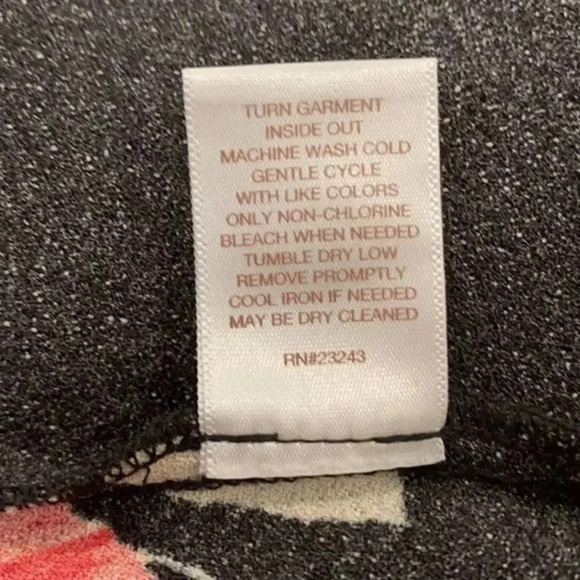 TURN GARMENT
INSIDE OUT
MACHINE WASH COLD
GENTLE CYCLE
WITH LIKE COLORS
ONLY NON-CHLORINE
BLEACH WHEN NEEDED
TUMBLE DRY LOW
REMOVE PROMPTLY
COOL IRON IF NEEDED
MAY BE DRY CLEANED
RN#23243